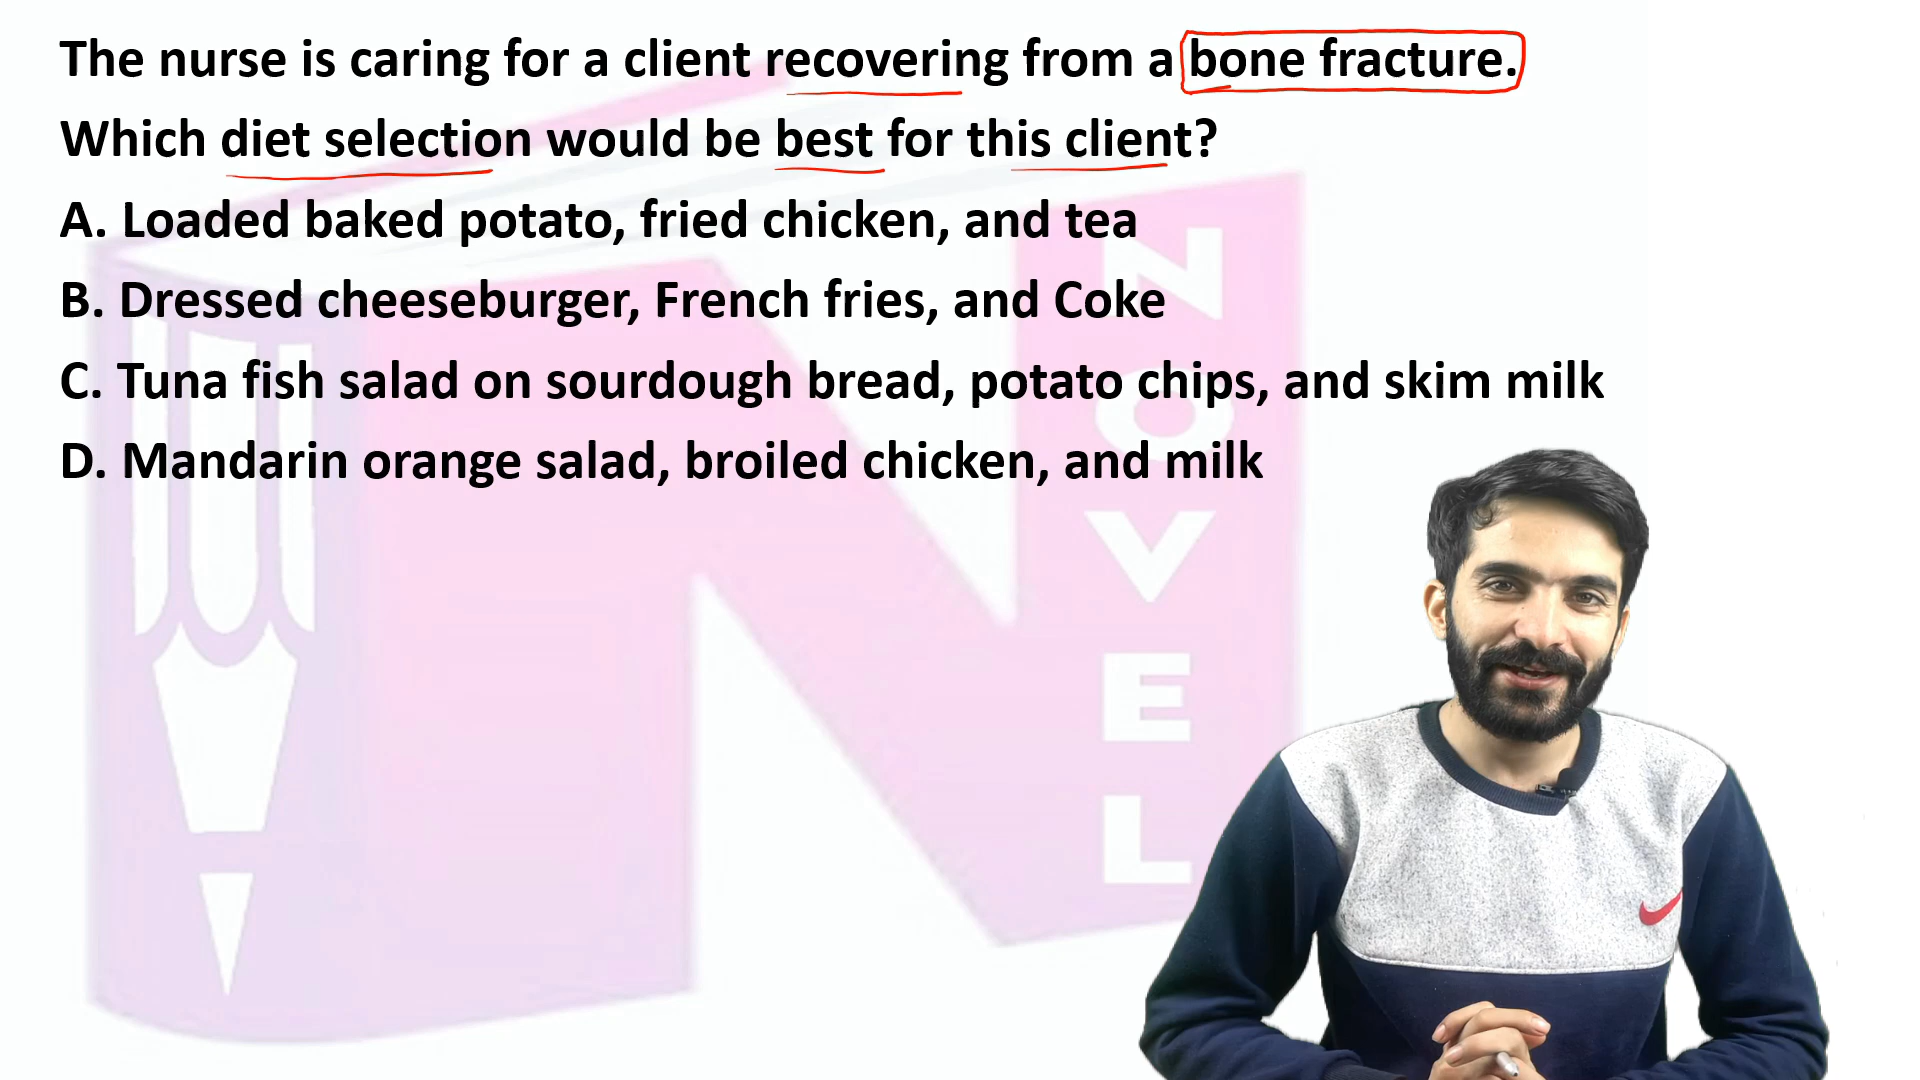 The nurse is caring for a client recovering from a bone fracture.
Which diet selection would be best for this client?
A. Loaded baked potato, fried chicken, and tea
B. Dressed cheeseburger, French fries, and Coke
C. Tuna fish salad on sourdough bread, potato chips, and skim milk
D. Mandarin orange salad, broiled chicken, and milk
NOVEL